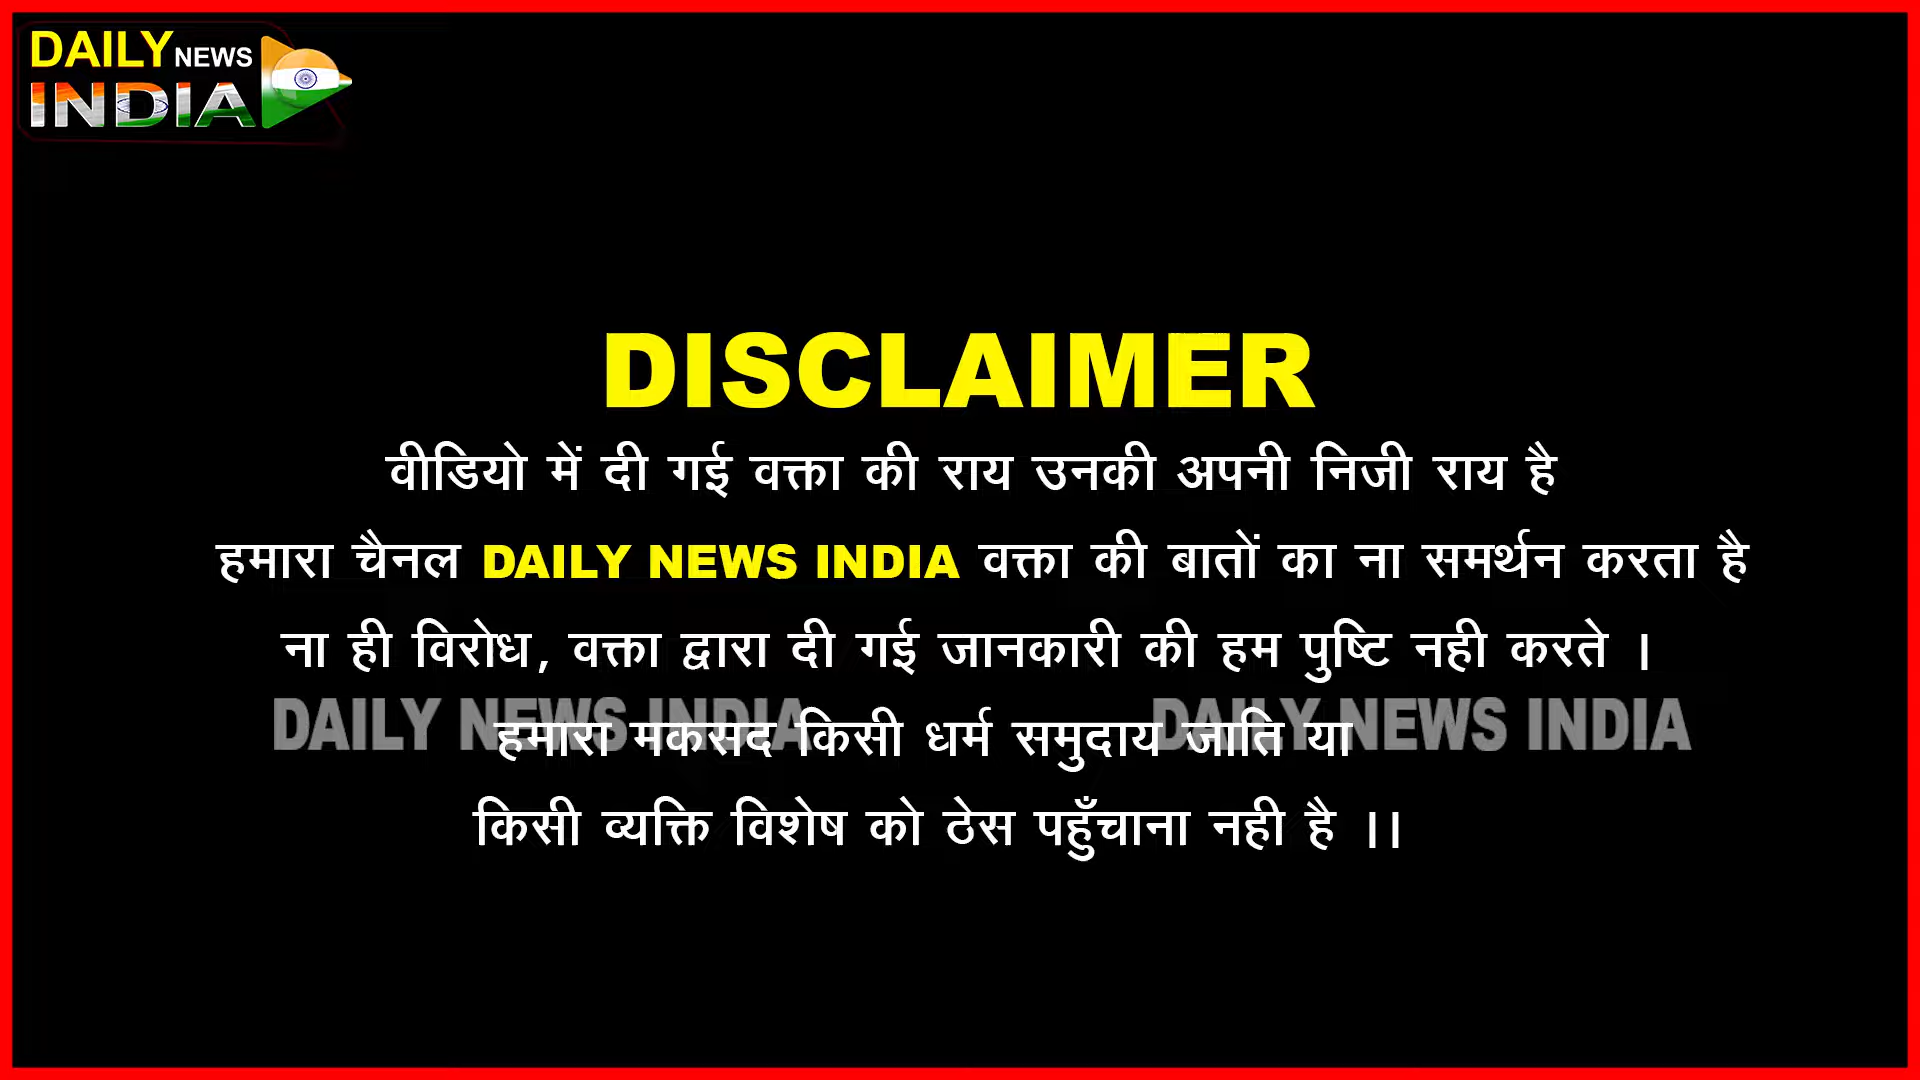 DAILY NEWS
INDIA
DISCLAIMER
वीडियो में दी गई वक्ता की राय उनकी अपनी निजी राय है
हमारा चैनल DAILY NEWS INDIA वक्ता की बातों का ना समर्थन करता है
ना ही विरोध, वक्ता द्वारा दी गई जानकारी की हम पुष्टि नही करते ।
DAILY NEWS INDIA DAILY NEWS INDIA
हमारा मकसद किसी धर्म समुदाय जाति या
किसी व्यक्ति विशेष को ठेस पहुँचाना नही है ।।